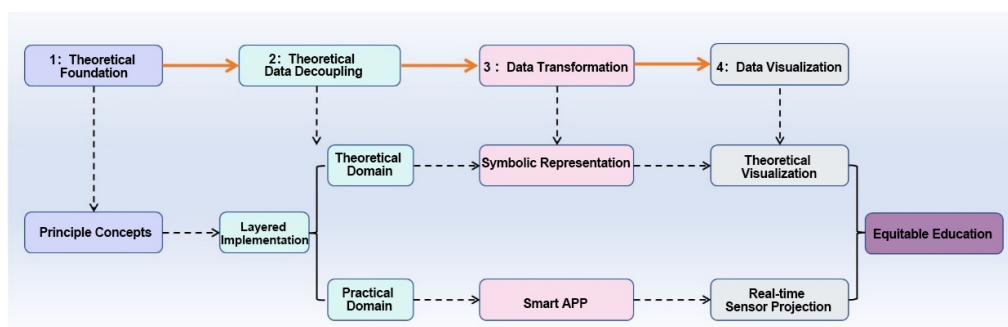 1：Theoretical
Foundation
2：Theoretical
Data Decoupling
3：Data Transformation
4：Data Visualization
Theoretical
Domain
Symbolic Representation
Theoretical
Visualization
Principle Concepts
Layered
Implementation
Equitable Education
Practical
Domain
Smart APP
Real-time
Sensor Projection